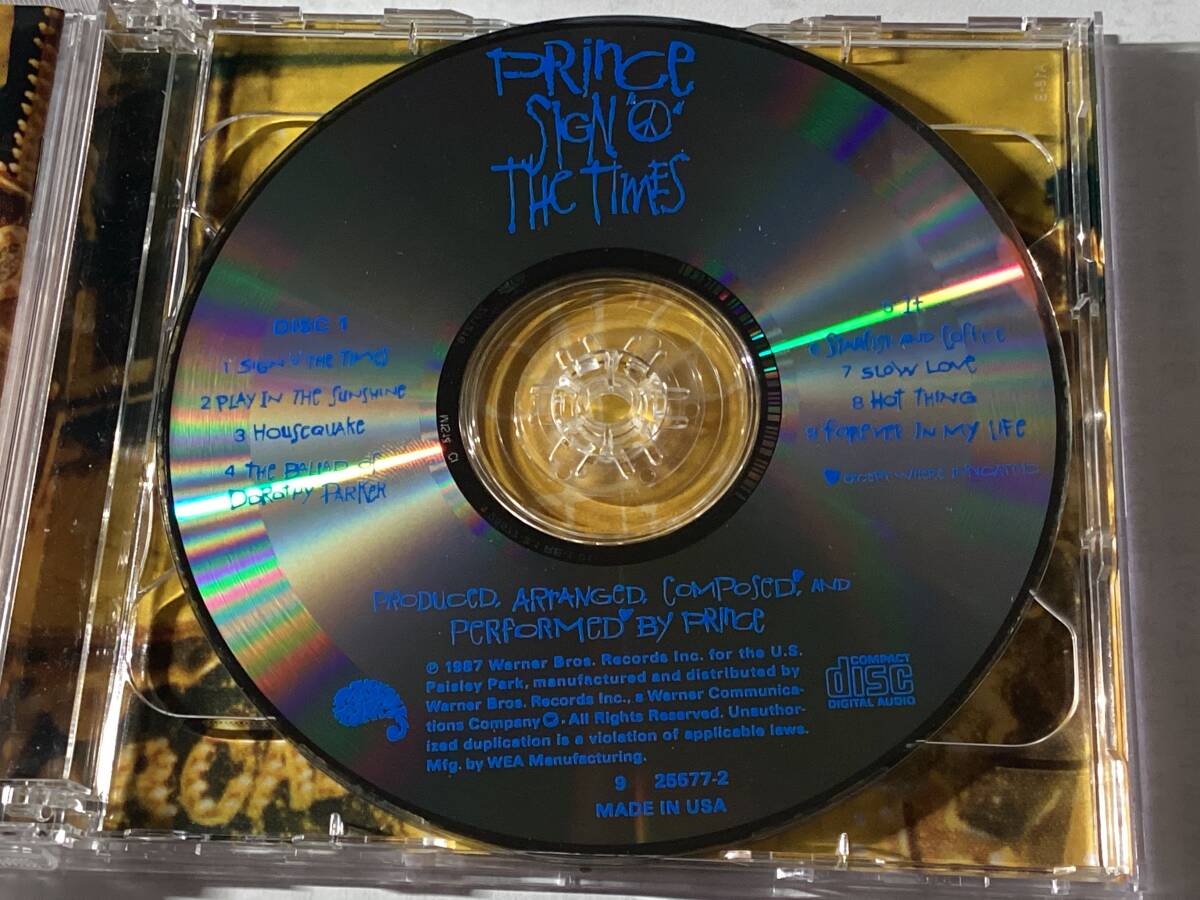 PRINCE
SIGN "☮"
THE TIMES
DISC 1
1 SIGN "☮" THE TIMES
2 PLAY IN THE SUNSHINE
3 HOUSEQUAKE
4 THE BALLAD OF
DOROTHY PARKER
5 It
6 STARFISH AND COFFEE
7 SLOW LOVE
8 HOT THING
9 FOREVER IN MY LIFE
♥ EXCEPT WHERE INDICATED
PRODUCED, ARRANGED, COMPOSED,♥ AND
PERFORMED♥ BY PRINCE
℗ 1987 Warner Bros. Records Inc. for the U.S.
Paisley Park, manufactured and distributed by
Warner Bros. Records Inc., a Warner Communica-
tions Company. All Rights Reserved. Unauthor-
ized duplication is a violation of applicable laws.
Mfg. by WEA Manufacturing.
9 25577-2
MADE IN USA
COMPACT
disc
DIGITAL AUDIO